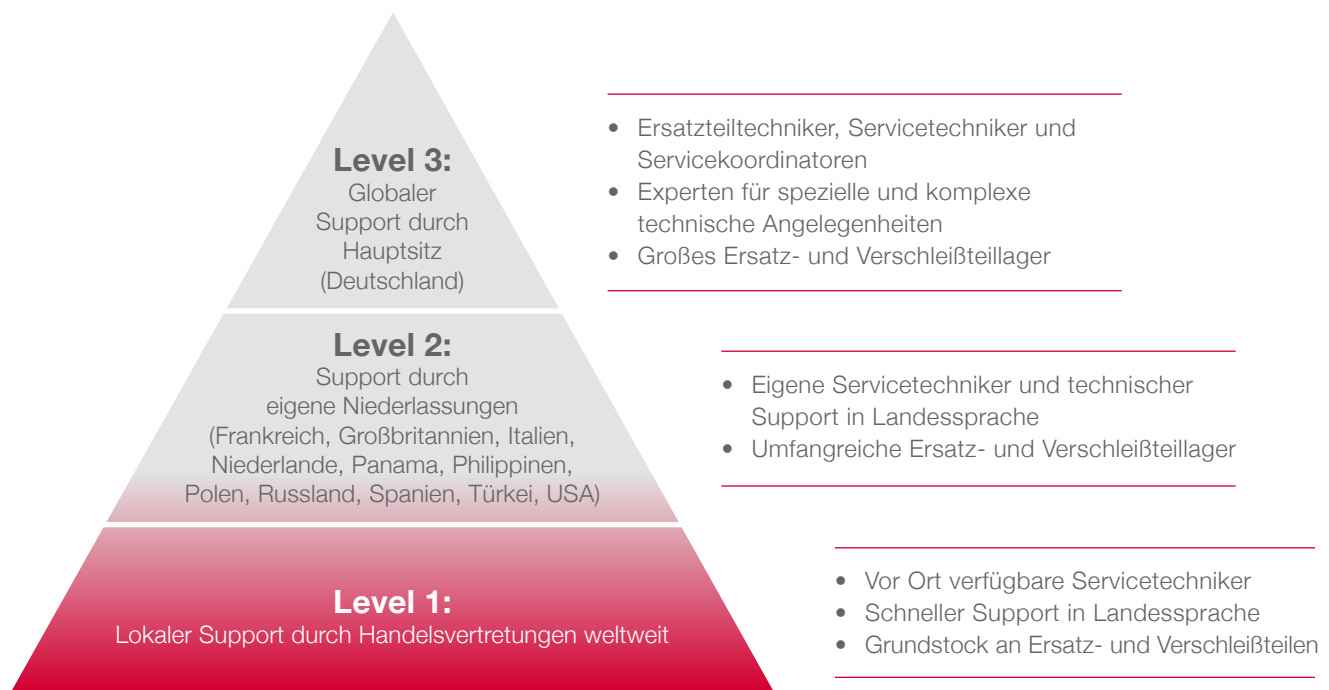 Level 3:
Globaler
Support durch
Hauptsitz
(Deutschland)
• Ersatzteiltechniker, Servicetechniker und
Servicekoordinatoren
• Experten für spezielle und komplexe
technische Angelegenheiten
• Großes Ersatz- und Verschleißteillager
Level 2:
Support durch
eigene Niederlassungen
(Frankreich, Großbritannien, Italien,
Niederlande, Panama, Philippinen,
Polen, Russland, Spanien, Türkei, USA)
• Eigene Servicetechniker und technischer
Support in Landessprache
• Umfangreiche Ersatz- und Verschleißteillager
Level 1:
Lokaler Support durch Handelsvertretungen weltweit
• Vor Ort verfügbare Servicetechniker
• Schneller Support in Landessprache
• Grundstock an Ersatz- und Verschleißteilen